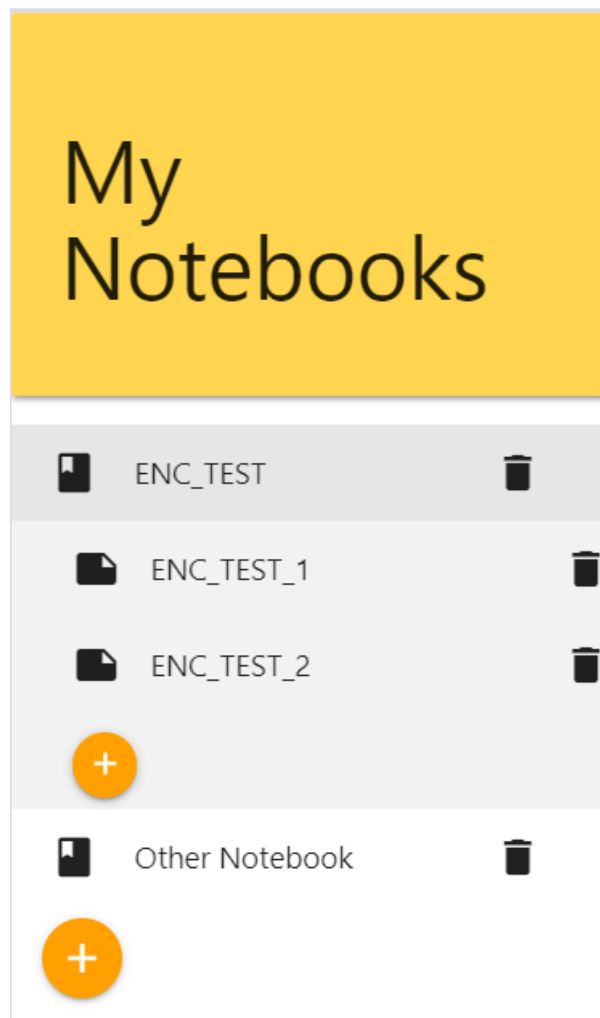 My
Notebooks
ENC_TEST
ENC_TEST_1
ENC_TEST_2
+
Other Notebook
+